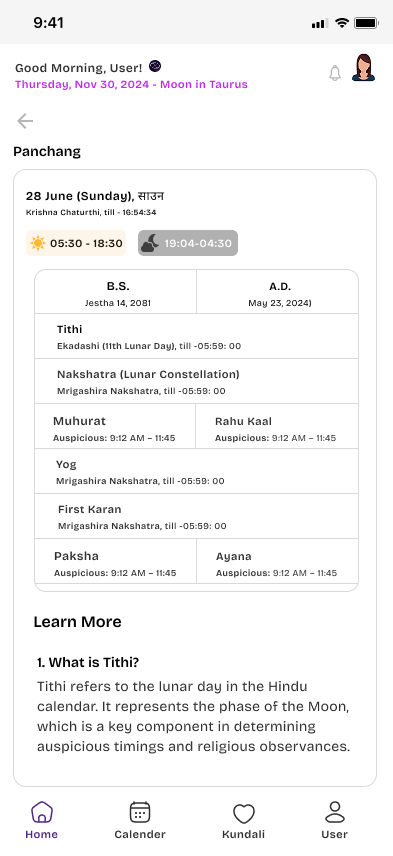 9:41
Good Morning, User!
Thursday, Nov 30, 2024 - Moon in Taurus
Panchang
28 June (Sunday), साउन
Krishna Chaturthi, till - 16:54:34
05:30 - 18:30 19:04-04:30
B.S. A.D.
Jestha 14, 2081 May 23, 2024)
Tithi
Ekadashi (11th Lunar Day), till -05:59: 00
Nakshatra (Lunar Constellation)
Mrigashira Nakshatra, till -05:59: 00
Muhurat Rahu Kaal
Auspicious: 9:12 AM – 11:45 Auspicious: 9:12 AM – 11:45
Yog
Mrigashira Nakshatra, till -05:59: 00
First Karan
Mrigashira Nakshatra, till -05:59: 00
Paksha Ayana
Auspicious: 9:12 AM – 11:45 Auspicious: 9:12 AM – 11:45
Learn More
1. What is Tithi?
Tithi refers to the lunar day in the Hindu
calendar. It represents the phase of the Moon,
which is a key component in determining
auspicious timings and religious observances.
Home Calender Kundali User